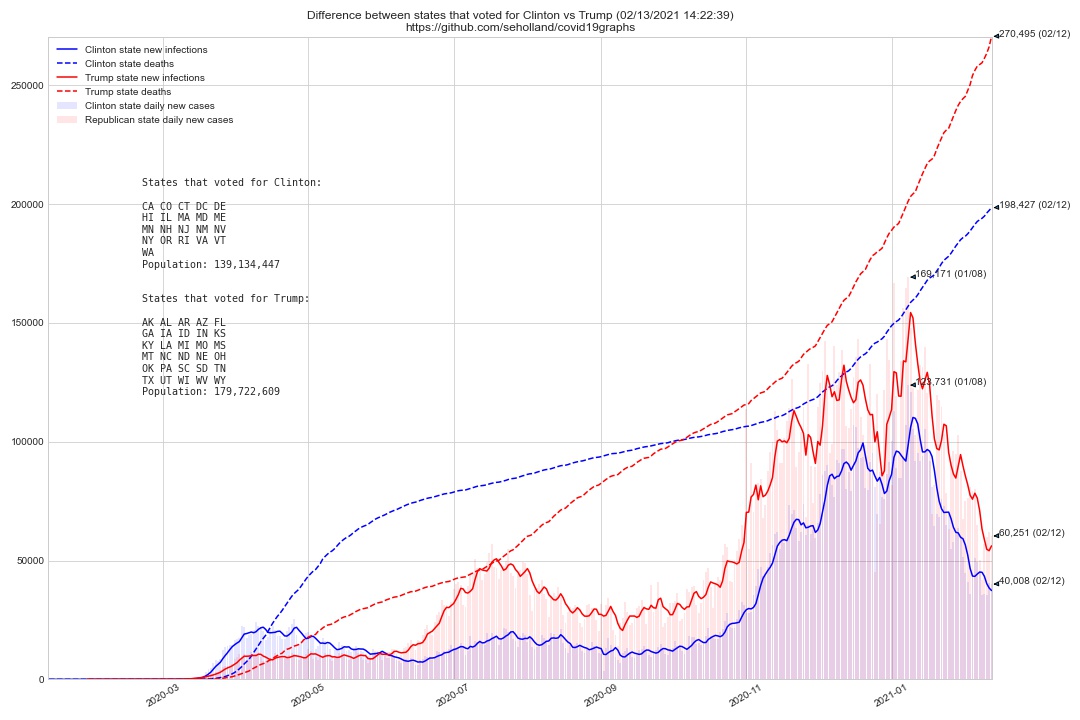 Difference between states that voted for Clinton vs Trump (02/13/2021 14:22:39)
https://github.com/seholland/covid19graphs
Clinton state new infections
Clinton state deaths
Trump state new infections
Trump state deaths
Clinton state daily new cases
Republican state daily new cases
States that voted for Clinton:
CA CO CT DC DE
HI IL MA MD ME
MN NH NJ NM NV
NY OR RI VA VT
WA
Population: 139,134,447
States that voted for Trump:
AK AL AR AZ FL
GA IA ID IN KS
KY LA MI MO MS
MT NC ND NE OH
OK PA SC SD TN
TX UT WI WV WY
Population: 179,722,609
270,495 (02/12)
198,427 (02/12)
169,171 (01/08)
123,731 (01/08)
60,251 (02/12)
40,008 (02/12)
250000
200000
150000
100000
50000
0
2020-03
2020-05
2020-07
2020-09
2020-11
2021-01